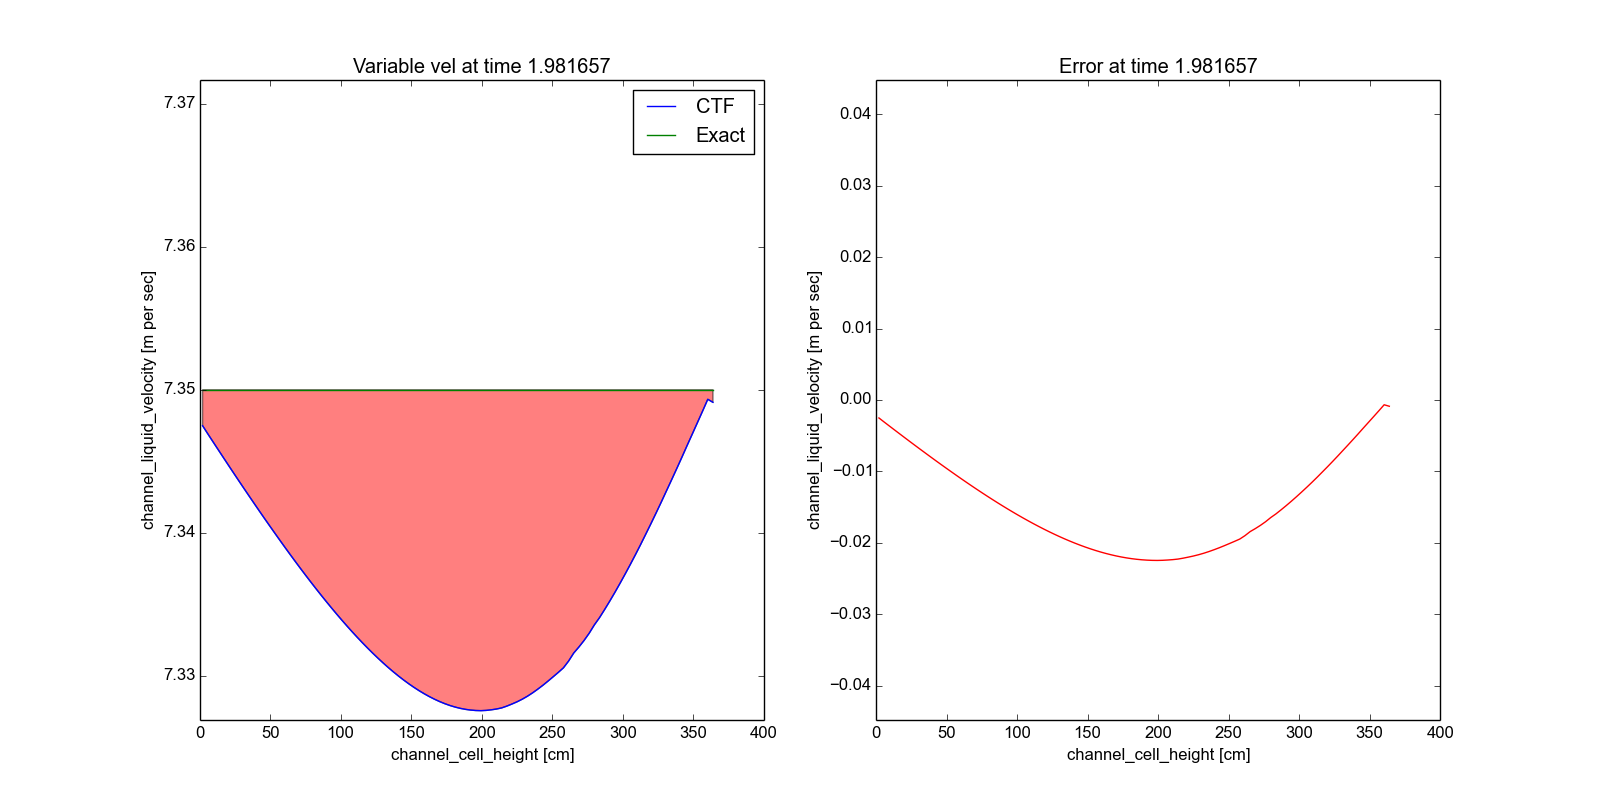 Variable vel at time 1.981657
7.37
7.36
7.35
7.34
7.33
channel_liquid_velocity [m per sec]
CTF
Exact
0 50 100 150 200 250 300 350 400
channel_cell_height [cm]
Error at time 1.981657
0.04
0.03
0.02
0.01
0.00
−0.01
−0.02
−0.03
−0.04
channel_liquid_velocity [m per sec]
0 50 100 150 200 250 300 350 400
channel_cell_height [cm]